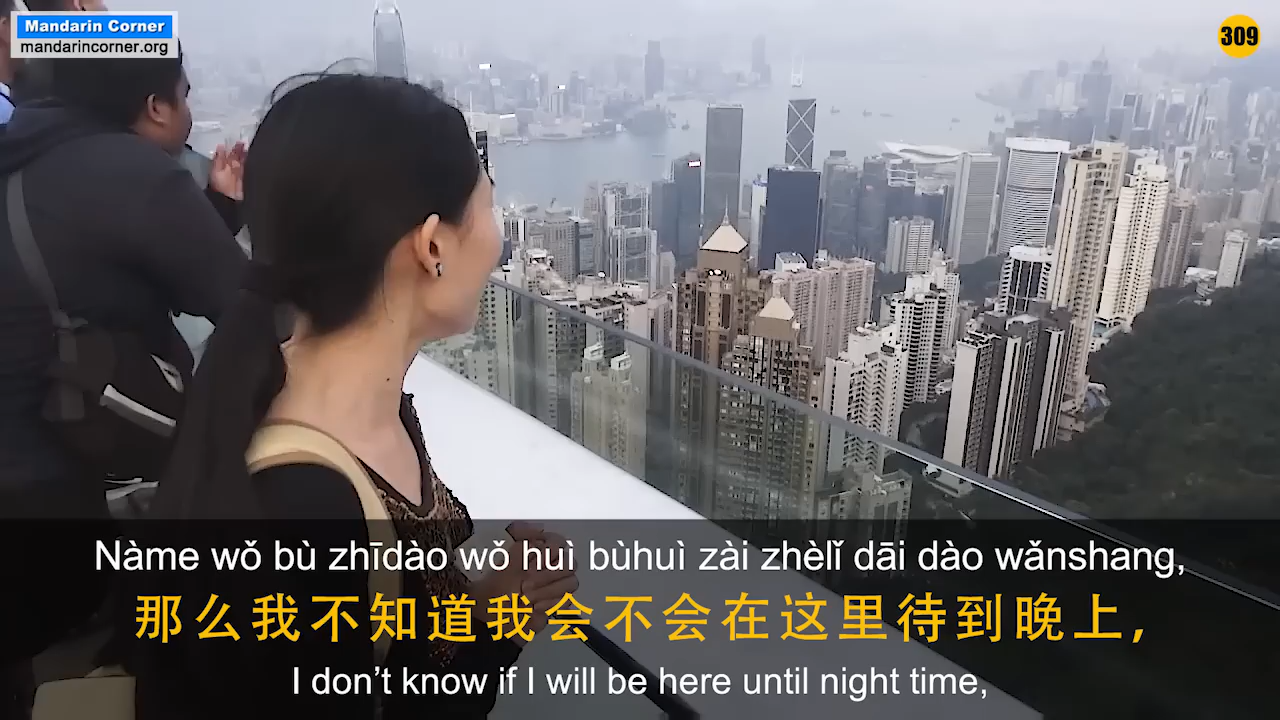 Mandarin Corner
mandarincorner.org
309
Nàme wǒ bù zhīdào wǒ huì bùhuì zài zhèlǐ dāi dào wǎnshang,
那么我不知道我会不会在这里待到晚上,
I don’t know if I will be here until night time,